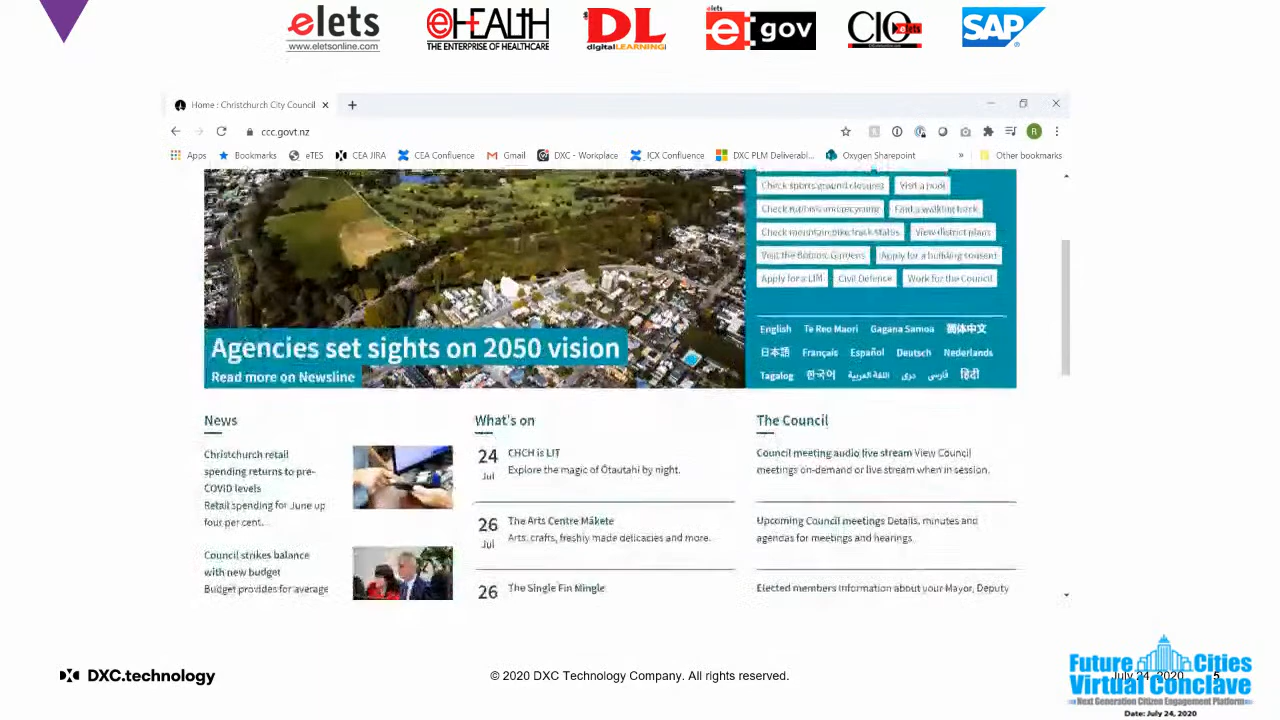 elets
www.eletsonline.com
eHEALTH
THE ENTERPRISE OF HEALTHCARE
DL
digitalLEARNING
elets
e gov
CIO
elets
SAP
Home : Christchurch City Council
ccc.govt.nz
R
Apps
Bookmarks
eTES
CEA JIRA
CEA Confluence
Gmail
DXC - Workplace
ICX Confluence
DXC PLM Deliverabl...
Oxygen Sharepoint
»
Other bookmarks
Check sports ground closures
Visit a pool
Check rubbish and recycling
Find a walking track
Check mountain bike track status
View district plans
Visit the Botanic Gardens
Apply for a building consent
Apply for a LIM
Civil Defence
Work for the Council
English Te Reo Maori Gagana Samoa 简体中文
日本語 Français Español Deutsch Nederlands
Tagalog 한국어 اللغة العربية دری فارسی हिंदी
Agencies set sights on 2050 vision
Read more on Newsline
News
Christchurch retail
spending returns to pre-
COVID levels
Retail spending for June up
four per cent...
Council strikes balance
with new budget
Budget provides for average
What's on
24 Jul
CHCH is LIT
Explore the magic of Ōtautahi by night.
26 Jul
The Arts Centre Mākete
Arts, crafts, freshly made delicacies and more.
26
The Single Fin Mingle
The Council
Council meeting audio live stream View Council
meetings on-demand or live stream when in session.
Upcoming Council meetings Details, minutes and
agendas for meetings and hearings.
Elected members Information about your Mayor, Deputy
DXC.technology
© 2020 DXC Technology Company. All rights reserved.
July 24, 2020
5
Future Cities
Virtual Conclave
Next Generation Citizen Engagement Platform
Date: July 24, 2020